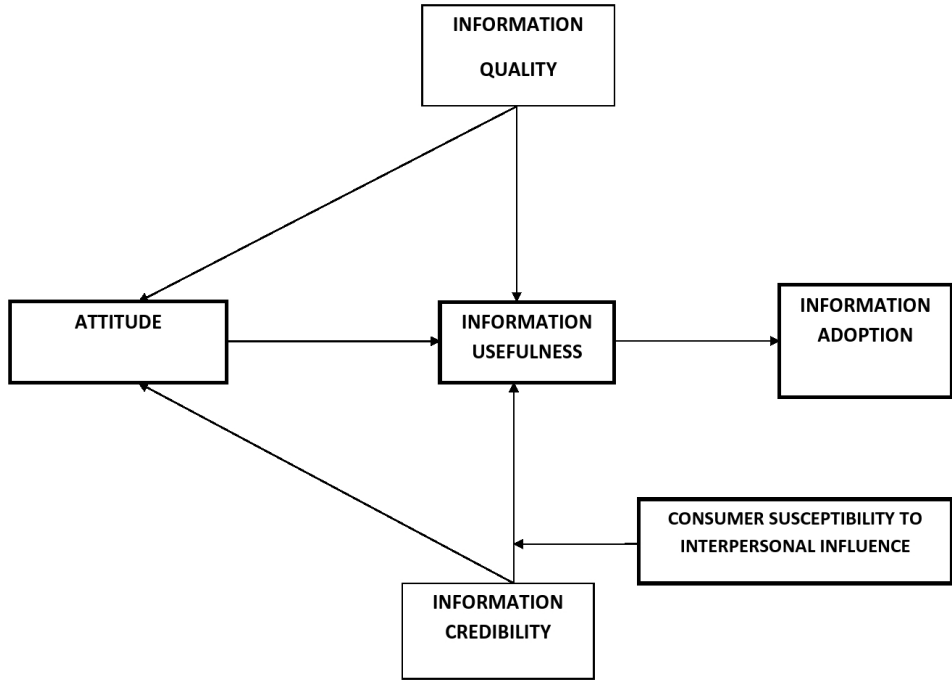 INFORMATION
QUALITY
ATTITUDE
INFORMATION
USEFULNESS
INFORMATION
ADOPTION
CONSUMER SUSCEPTIBILITY TO
INTERPERSONAL INFLUENCE
INFORMATION
CREDIBILITY